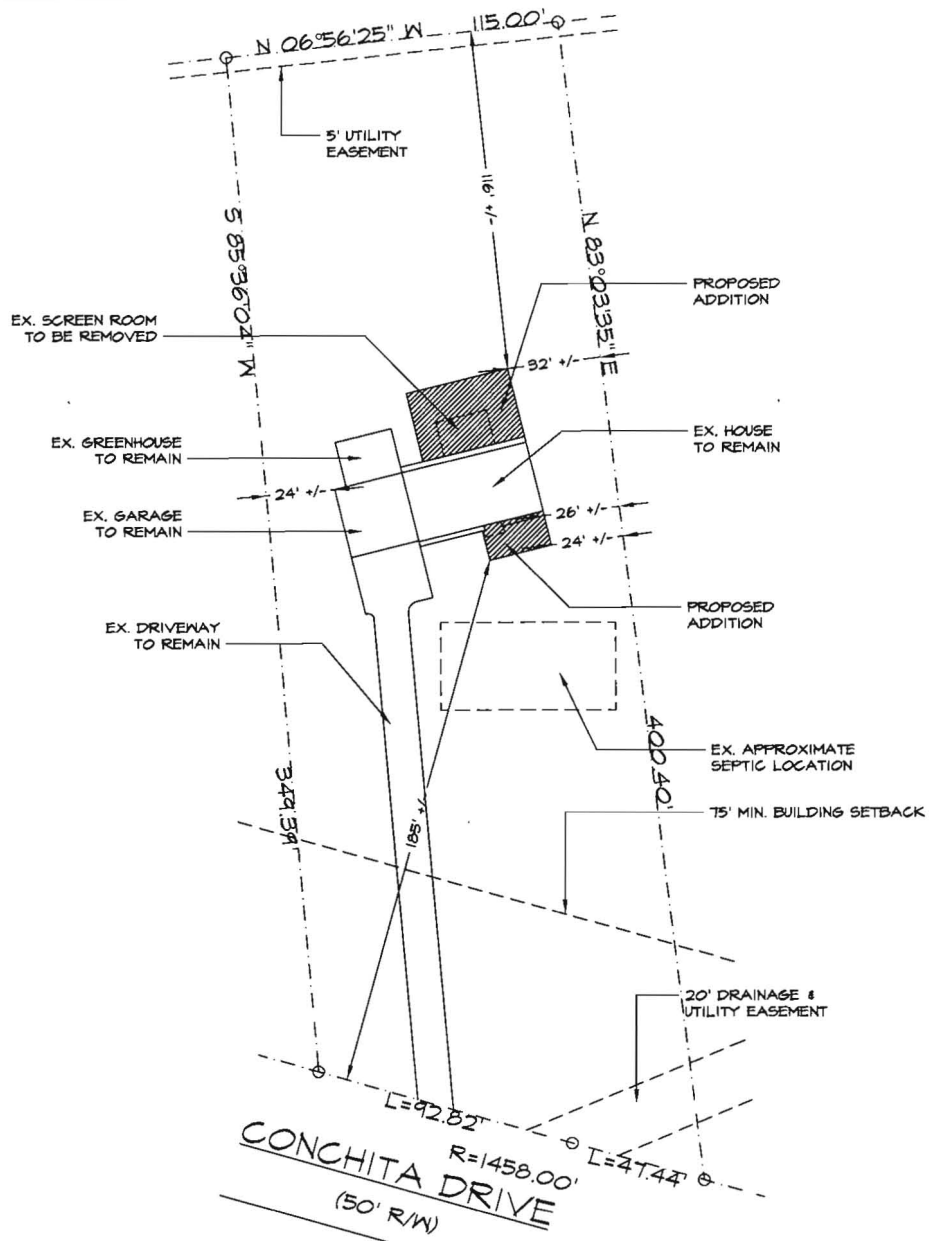 N 06°56'25" W
115.00'
5' UTILITY
EASEMENT
116' +/-
S 85°36'04" W
N 83°03'35" E
PROPOSED
ADDITION
EX. SCREEN ROOM
TO BE REMOVED
32' +/-
EX. GREENHOUSE
TO REMAIN
EX. HOUSE
TO REMAIN
24' +/-
EX. GARAGE
TO REMAIN
26' +/-
24' +/-
EX. DRIVEWAY
TO REMAIN
PROPOSED
ADDITION
EX. APPROXIMATE
SEPTIC LOCATION
400.40'
349.39'
185' +/-
75' MIN. BUILDING SETBACK
20' DRAINAGE &
UTILITY EASEMENT
L=92.82'
R=1458.00'
L=47.44'
CONCHITA DRIVE
(50' R/W)